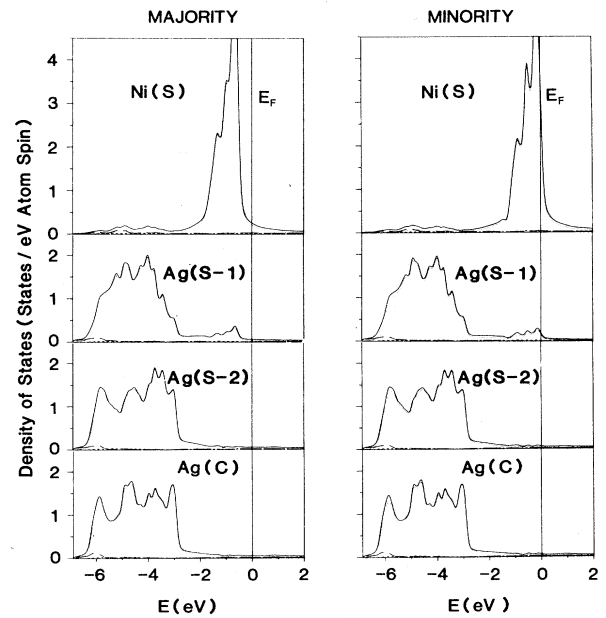 MAJORITY MINORITY
Density of States (States / eV Atom Spin)
4
3
2
1
0
Ni(S)
E_F
Ni(S)
E_F
2
1
0
Ag(S-1)
Ag(S-1)
2
1
0
Ag(S-2)
Ag(S-2)
2
1
0
Ag(C)
Ag(C)
-6 -4 -2 0 2 -6 -4 -2 0 2
E(eV) E(eV)